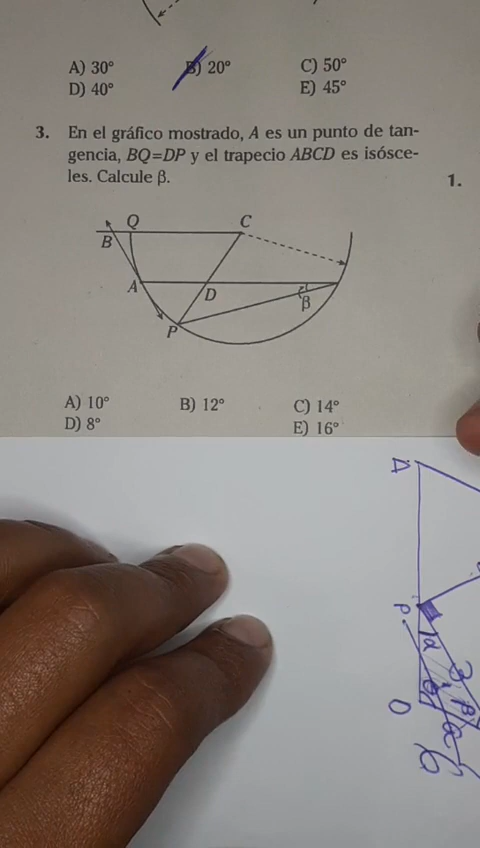 A) 30° B) 20° C) 50°
D) 40° E) 45°
3. En el gráfico mostrado, A es un punto de tan-
gencia, BQ=DP y el trapecio ABCD es isósce-
les. Calcule β.
1.
Q C
B
A D
β
P
A) 10° B) 12° C) 14°
D) 8° E) 16°
A
P
D